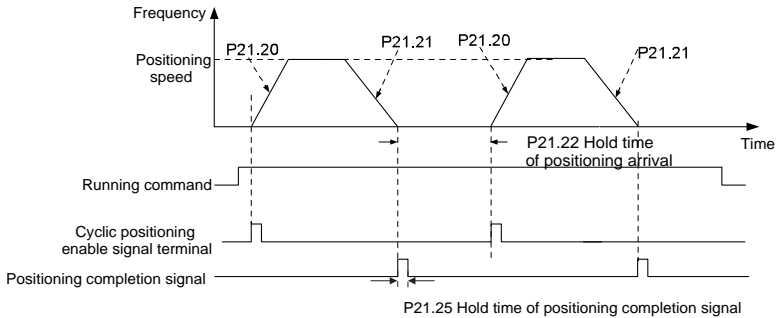 Frequency
P21.20
P21.21
P21.20
P21.21
Positioning
speed
P21.22 Hold time
of positioning arrival
Time
Running command
Cyclic positioning
enable signal terminal
Positioning completion signal
P21.25 Hold time of positioning completion signal